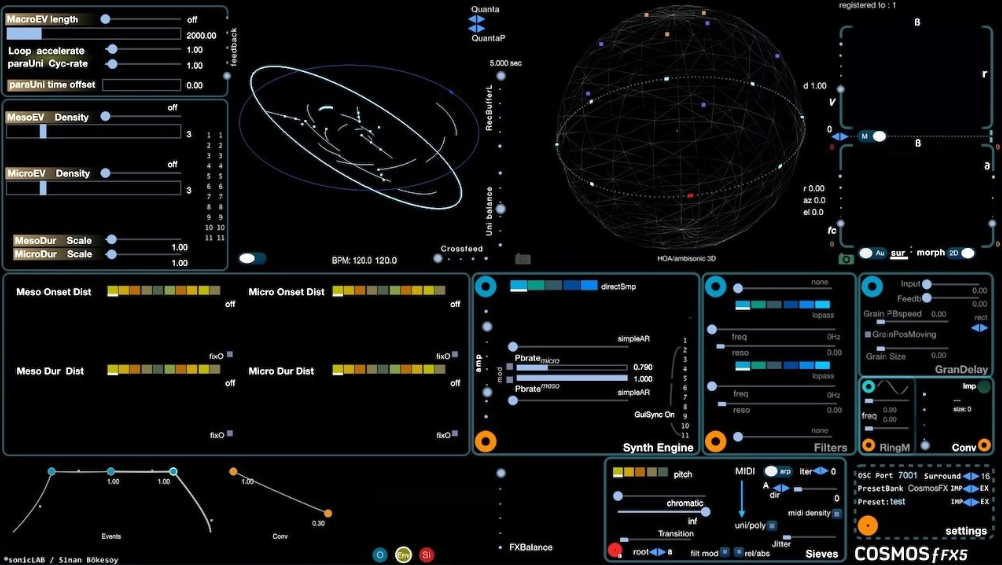 MacroEV length
off
2000.00
Loop accelerate
1.00
paraUni Cyc-rate
1.00
paraUni time offset
0.00
feedback
MesoEV Density
off
3
MicroEV Density
off
3
1 1
2 2
3 3
4 4
5 5
6 6
7 7
8 8
9 9
10 10
11 11
MesoDur Scale
1.00
MicroDur Scale
1.00
Quanta
QuantaP
5.000 sec
RecBufferL
Uni balance
Crossfeed
BPM: 120.0 120.0
HOA/ambisonic 3D
registered to : 1
ß
r
d 1.00
V
0
M
0
0
ß
a
r 0.00
az 0.0
el 0.0
fc
0
0
Au
sur
morph
2D
Meso Onset Dist
off
fixO
Micro Onset Dist
off
fixO
Meso Dur Dist
off
fixO
Micro Dur Dist
off
fixO
directSmp
amp
mod
simpleAR
Pbrate micro
0.790
1.000
Pbrate meso
simpleAR
GuiSync On
1
2
3
4
5
6
7
8
9
10
11
Synth Engine
none
lopass
freq
0Hz
reso
0.00
lopass
freq
0Hz
reso
0.00
none
Filters
Input
0.00
Feedb
0.00
Grain PBspeed
0.00
rect
GrainPosMoving
Grain Size
0.00
GranDelay
freq
0.00
0.00
RingM
Imp
---
size: 0
Conv
1.00
1.00
Events
1.00
0.30
Conv
O
Env
Si
FXBalance
pitch
chromatic
inf
Transition
root
a
MIDI
arp
iter
0
A
dir
0
midi density
uni/poly
Jitter
filt mod
rel/abs
Sieves
OSC Port 7001
Surround
16
PresetBank CosmosFX
IMP
EX
Preset:test
IMP
EX
settings
*sonicLAB / Sinan Bökesoy
COSMOS ƒ FX5